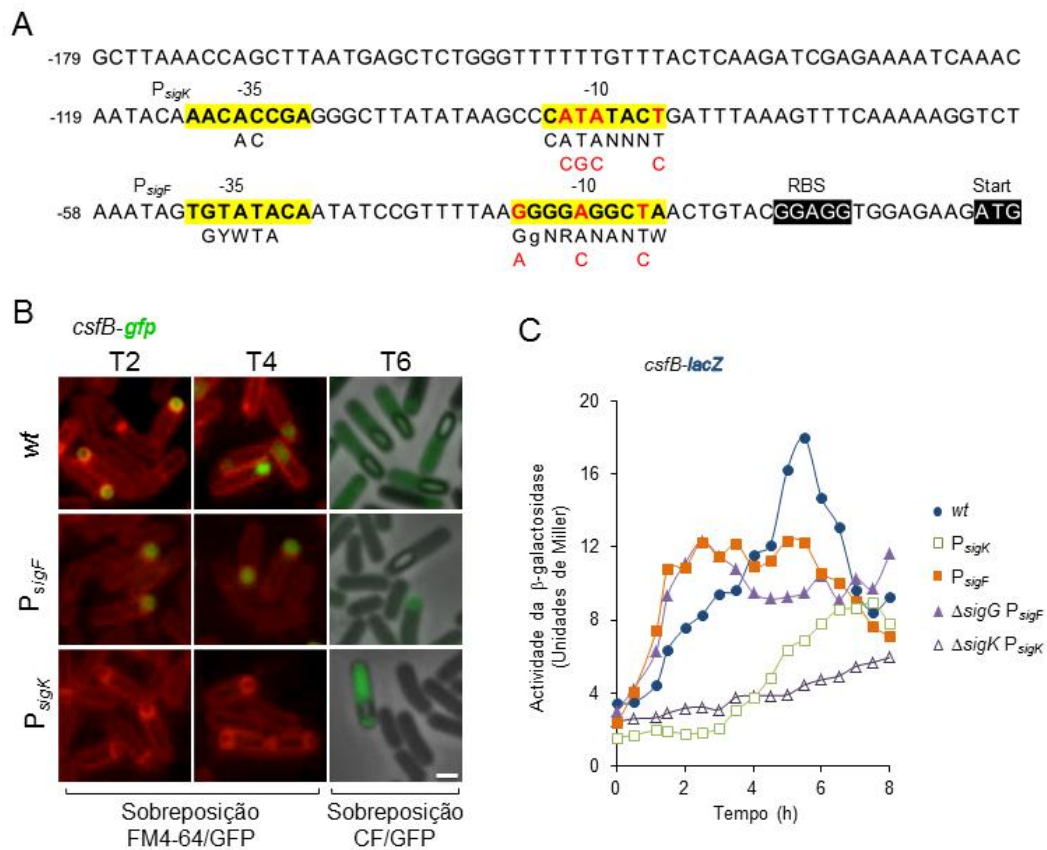 A
-179 GCTTAAACCAGCTTAATGAGCTCTGGGTTTTTTGTTTACTCAAGATCGAGAAAATCAAAC
PsigK -35 -10
-119 AATACAAACACCGAGGGCTTATATAAGCCCATATACTGATTTAAAGTTTCAAAAAGGTCT
AC CATANNNT
CGC C
PsigF -35 -10 RBS Start
-58 AAATAGTGTATACAATATCCGTTTTAAGGGGAGGCTAACTGTACGGAGGTGGAGAAGATG
GYWTA GgNRANANTW
A C C
B
csfB-gfp
T2 T4 T6
wt
PsigF
PsigK
Sobreposição
FM4-64/GFP
Sobreposição
CF/GFP
C
csfB-lacZ
Actividade da β-galactosidase
(Unidades de Miller)
20
16
12
8
4
0
0 2 4 6 8
Tempo (h)
wt
PsigK
PsigF
ΔsigG PsigF
ΔsigK PsigK